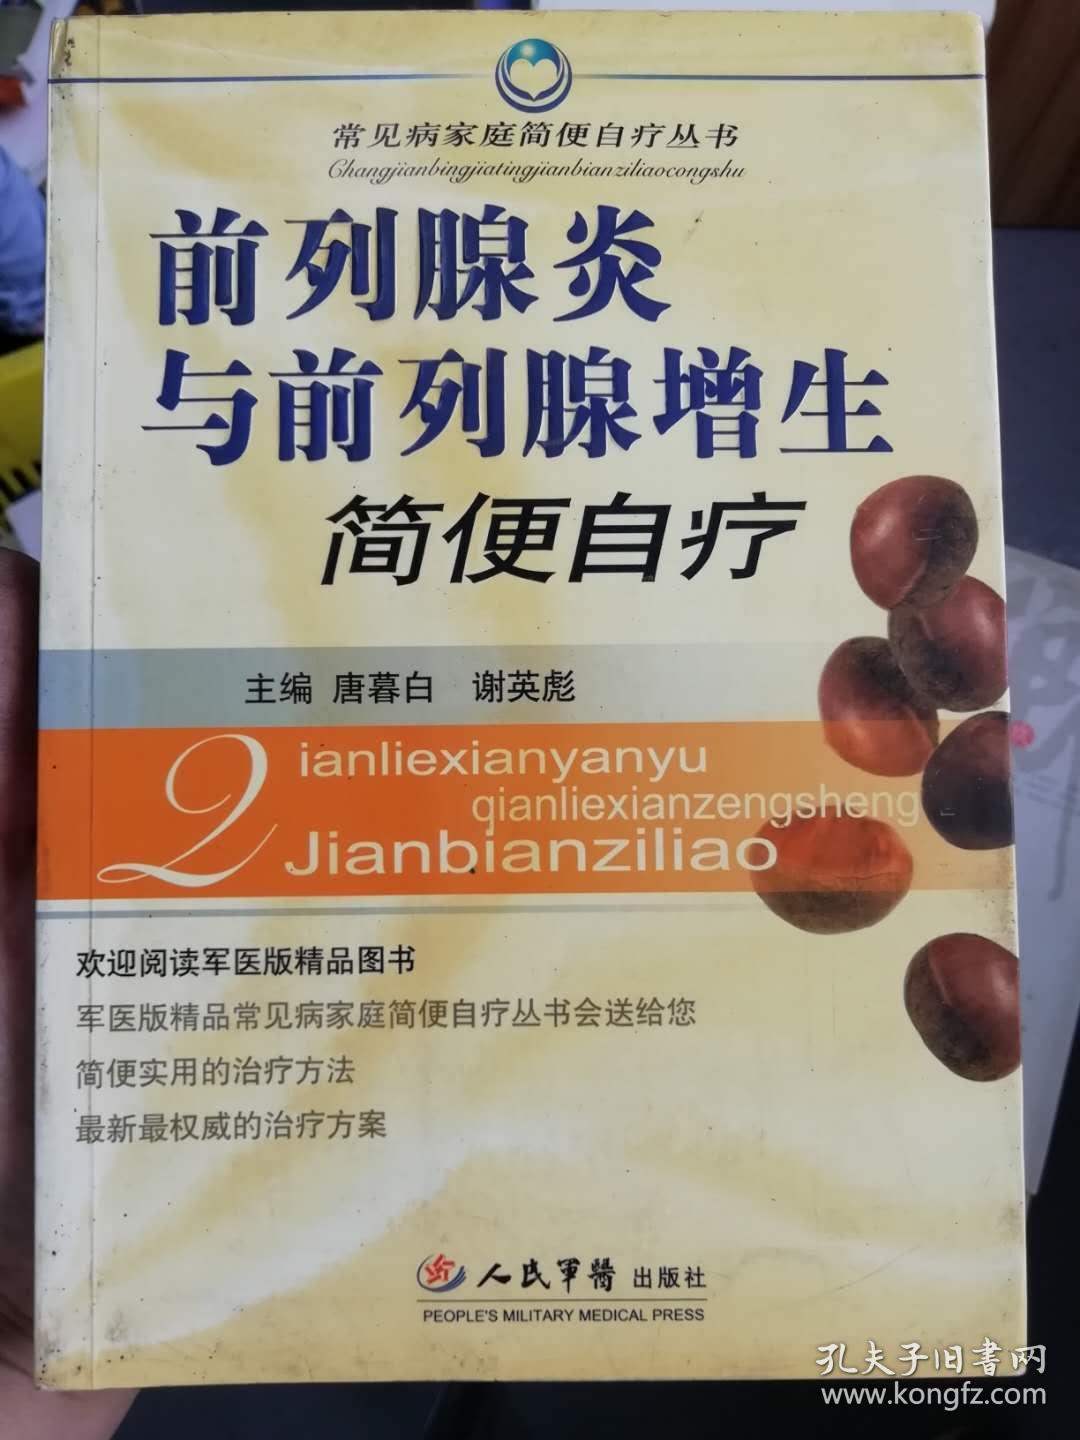 常见病家庭简便自疗丛书
Changjianbingjiatingjianbianziliaocongshu
前列腺炎
与前列腺增生
简便自疗
主编 唐暮白 谢英彪
Qianliexianyanyu
qianliexianzengsheng
Jianbianziliao
欢迎阅读军医版精品图书
军医版精品常见病家庭简便自疗丛书会送给您
简便实用的治疗方法
最新最权威的治疗方案
人民军醫 出版社
PEOPLE'S MILITARY MEDICAL PRESS
孔夫子旧書网
www.kongfz.com